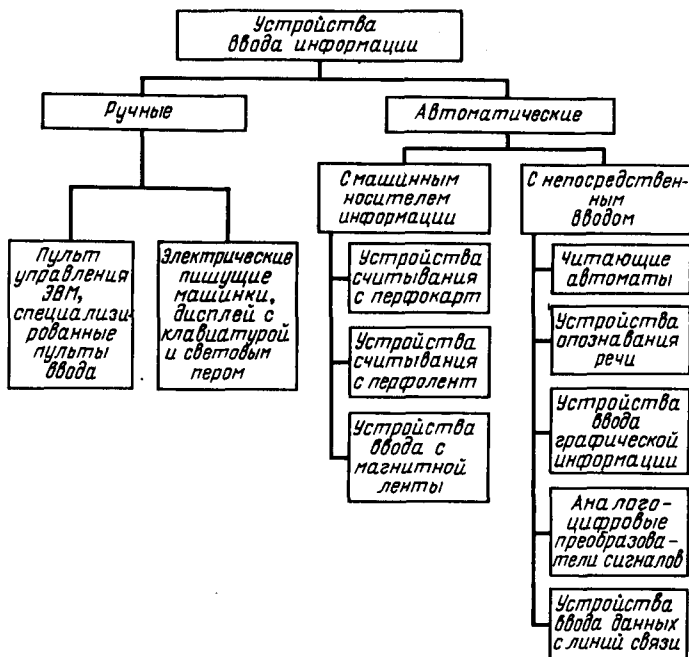 Устройства
ввода информации
Ручные
Автоматические
С машинным
носителем
информации
С непосредствен-
ным
вводом
Пульт
управления
ЭВМ,
специализи-
рованные
пульты
ввода
Электрические
пишущие
машинки,
дисплей с
клавиатурой
и световым
пером
Устройства
считывания
с перфокарт
Устройства
считывания
с перфолент
Устройства
ввода с
магнитной
ленты
Читающие
автоматы
Устройства
опознавания
речи
Устройства
ввода
графической
информации
Аналого-
цифровые
преобразова-
тели сигналов
Устройства
ввода данных
с линий связи